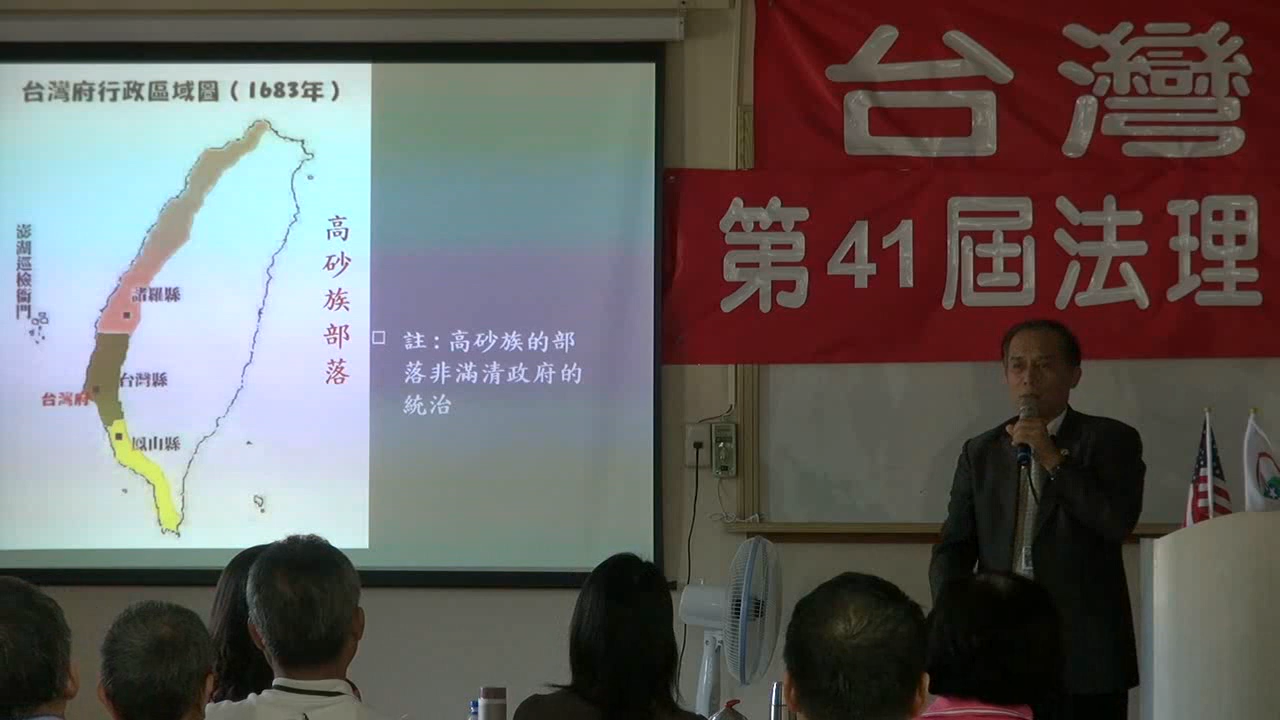 台灣府行政區域圖（1683年）
高砂族部落
澎湖巡檢衙門
諸羅縣
台灣縣
台灣府
鳳山縣
註：高砂族的部
落非滿清政府的
統治
台灣
第41屆法理